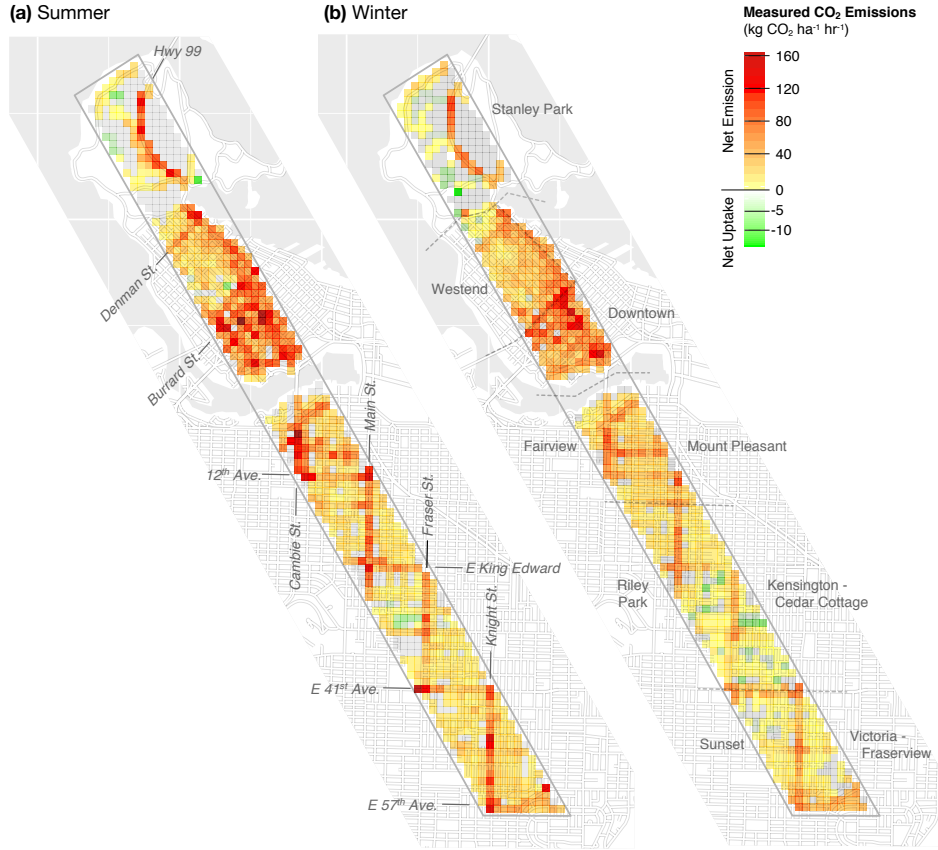 (a) Summer
(b) Winter
Measured CO₂ Emissions
(kg CO₂ ha⁻¹ hr⁻¹)
Net Emission
Net Uptake
160
120
80
40
0
-5
-10
Hwy 99
Stanley Park
Denman St.
Burrard St.
Westend
Downtown
Main St.
Fairview
Mount Pleasant
12th Ave.
Cambie St.
Fraser St.
E King Edward
Knight St.
Riley
Park
Kensington -
Cedar Cottage
E 41st Ave.
Sunset
Victoria -
Fraserview
E 57th Ave.